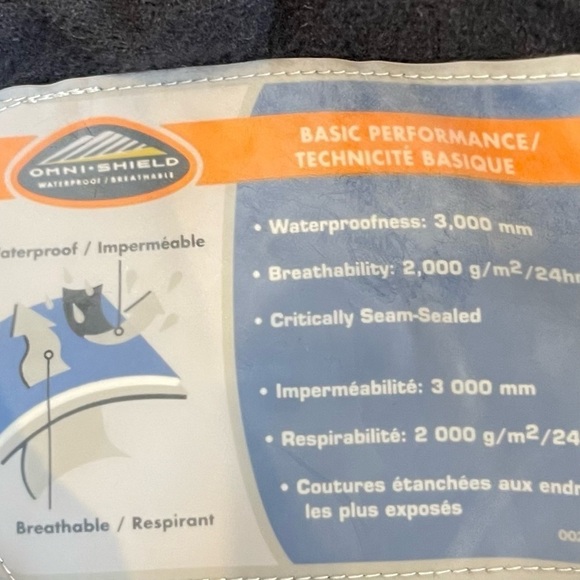 OMNI•SHIELD
WATERPROOF / BREATHABLE
BASIC PERFORMANCE/
TECHNICITÉ BASIQUE
aterproof / Imperméable
Breathable / Respirant
• Waterproofness: 3,000 mm
• Breathability: 2,000 g/m2/24hr
• Critically Seam-Sealed
• Imperméabilité: 3 000 mm
• Respirabilité: 2 000 g/m2/24
• Coutures étanchées aux endr
les plus exposés
002